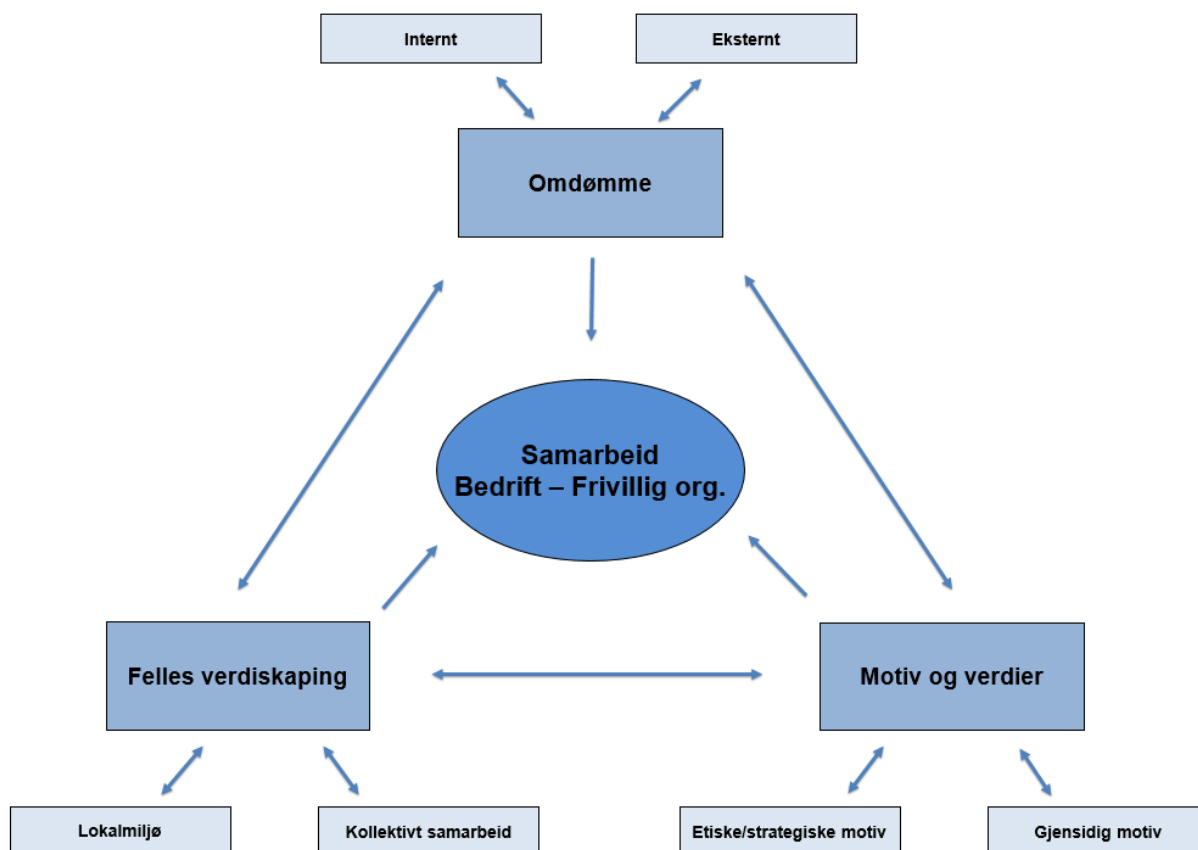 Internt
Eksternt
Omdømme
Samarbeid
Bedrift – Frivillig org.
Felles verdiskaping
Motiv og verdier
Lokalmiljø
Kollektivt samarbeid
Etiske/strategiske motiv
Gjensidig motiv